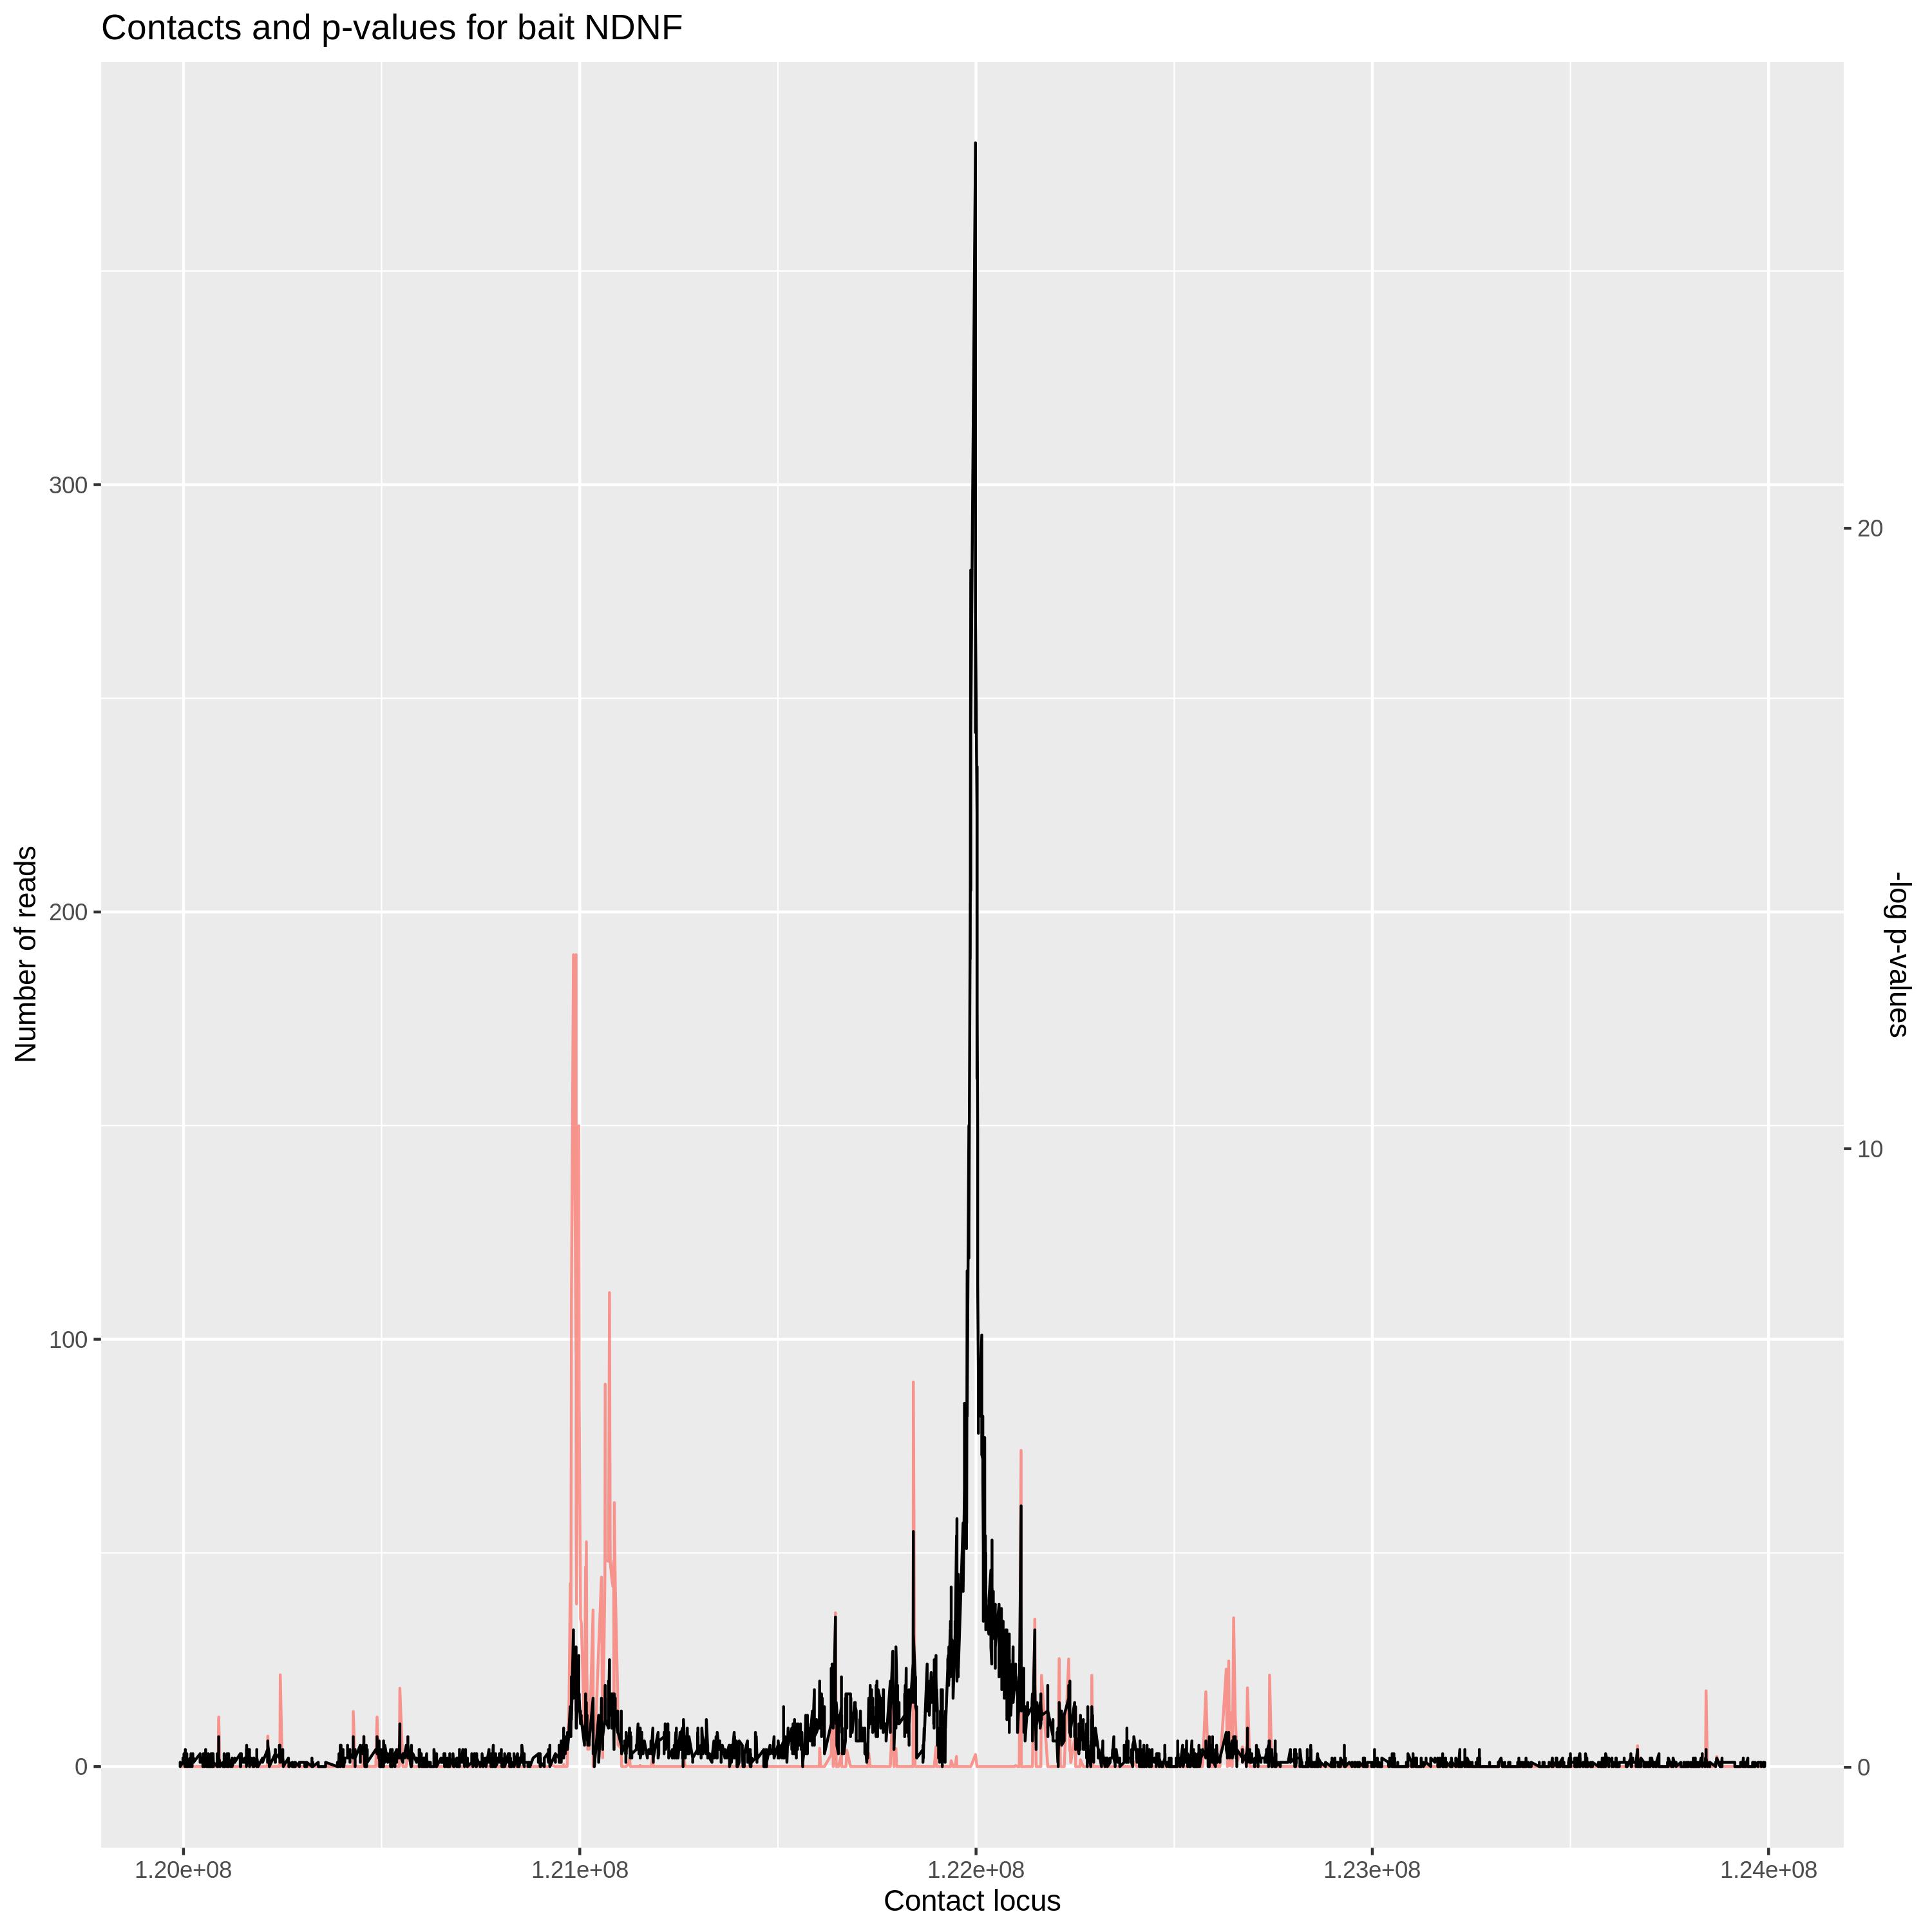 Contacts and p-values for bait NDNF
Number of reads
300
200
100
0
20
10
0
-log p-values
1.20e+08
1.21e+08
1.22e+08
1.23e+08
1.24e+08
Contact locus